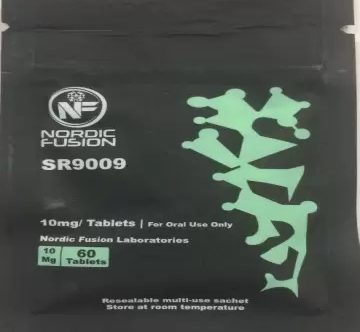 NF
NORDIC
FUSION
SR9009
10mg/ Tablets | For Oral Use Only
Nordic Fusion Laboratories
10 Mg 60 Tablets
Resealable multi-use sachet
Store at room temperature